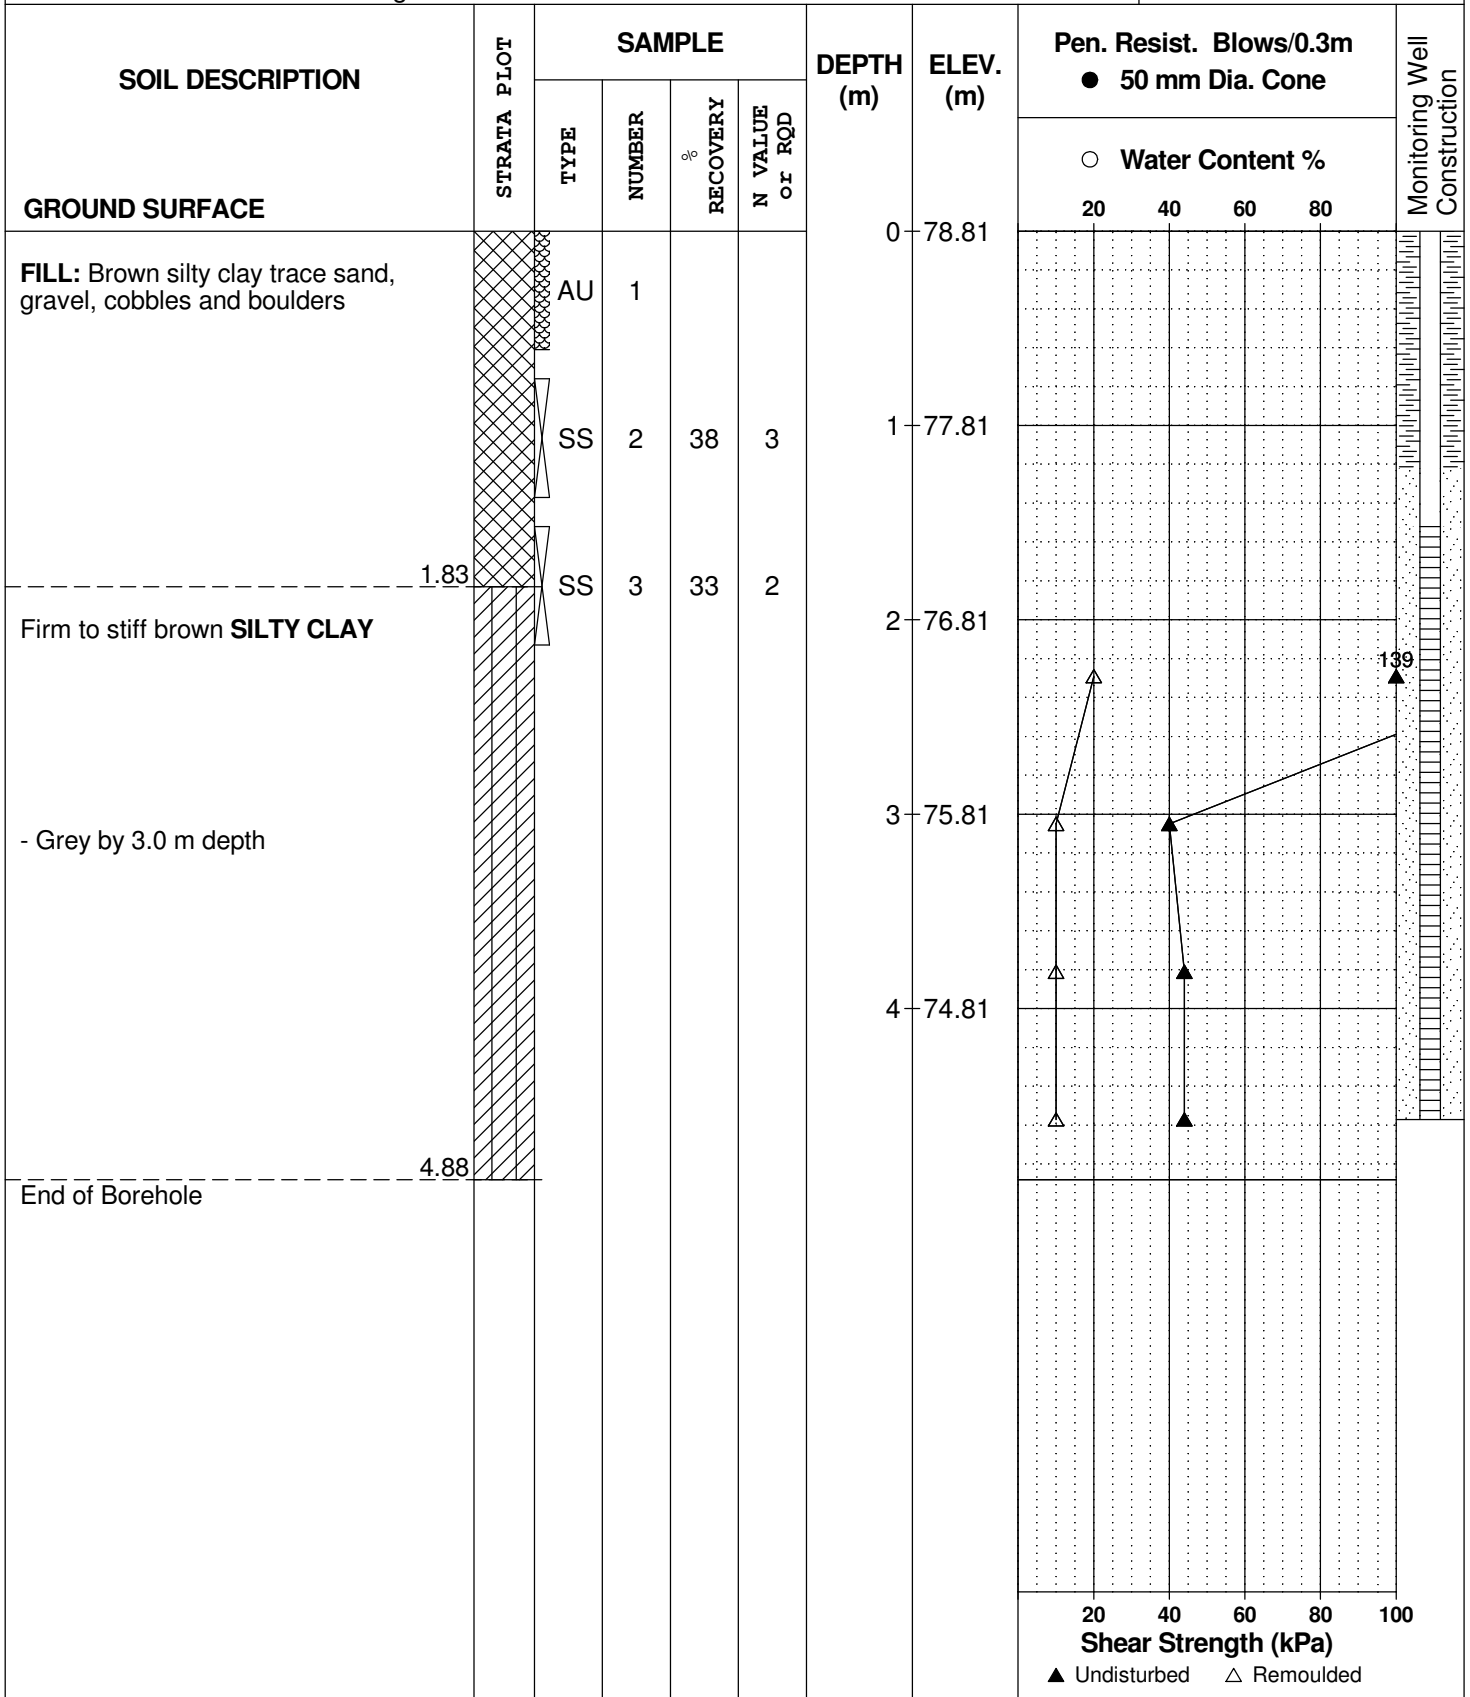 SOIL DESCRIPTION
GROUND SURFACE
STRATA PLOT
SAMPLE
TYPE
NUMBER
%
RECOVERY
N VALUE
or RQD
DEPTH
(m)
ELEV.
(m)
Pen. Resist. Blows/0.3m
● 50 mm Dia. Cone
○ Water Content %
20 40 60 80
Monitoring Well
Construction
0 78.81
FILL: Brown silty clay trace sand,
gravel, cobbles and boulders
AU 1
1 77.81
SS 2 38 3
1.83
SS 3 33 2
2 76.81
Firm to stiff brown SILTY CLAY
139
3 75.81
- Grey by 3.0 m depth
4 74.81
4.88
End of Borehole
20 40 60 80 100
Shear Strength (kPa)
▲ Undisturbed △ Remoulded